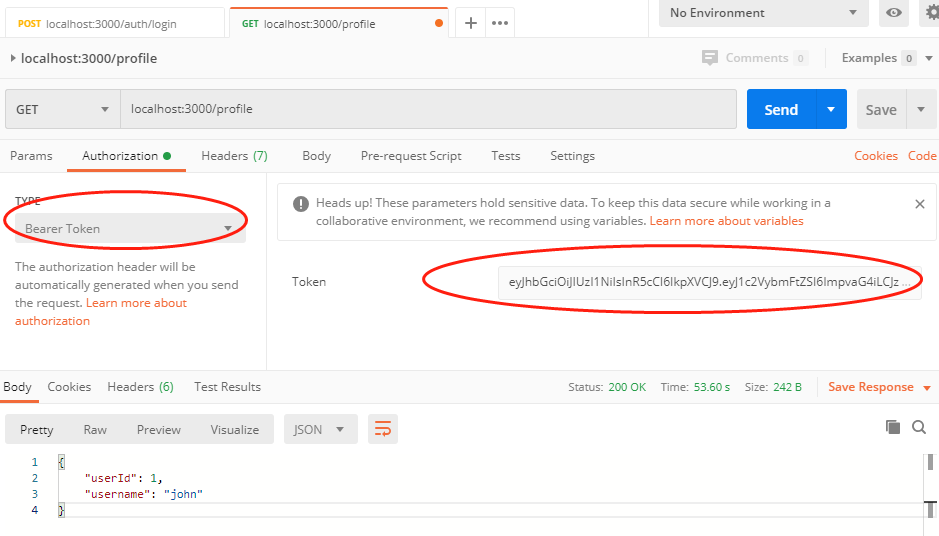 POST localhost:3000/auth/login
GET localhost:3000/profile
No Environment
localhost:3000/profile
Comments 0
Examples 0
GET
localhost:3000/profile
Send
Save
Params
Authorization
Headers (7)
Body
Pre-request Script
Tests
Settings
Cookies
Code
TYPE
Bearer Token
The authorization header will be
automatically generated when you send
the request. Learn more about
authorization
Heads up! These parameters hold sensitive data. To keep this data secure while working in a
collaborative environment, we recommend using variables. Learn more about variables
Token
eyJhbGciOiJIUzI1NiIsInR5cCI6IkpXVCJ9.eyJ1c2VybmFtZSI6ImpvaG4iLCJz ...
Body
Cookies
Headers (6)
Test Results
Status: 200 OK
Time: 53.60 s
Size: 242 B
Save Response
Pretty
Raw
Preview
Visualize
JSON
1 {
2 "userId": 1,
3 "username": "john"
4 }